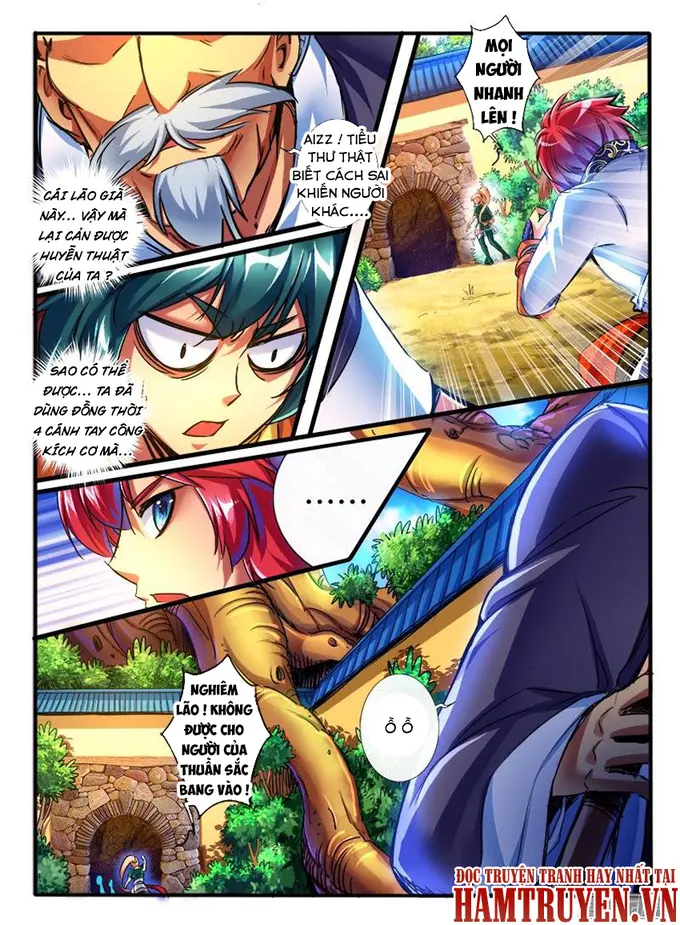 MỌI
NGƯỜI
NHANH
LÊN !
AIZZ ! TIỂU
THƯ THẬT
BIẾT CÁCH SAI
KHIẾN NGƯỜI
KHÁC....
CÁI LÃO GIÀ
NÀY... VẬY MÀ
LẠI CẢN ĐƯỢC
HUYỄN THUẬT
CỦA TA ?
SAO CÓ THỂ
ĐƯỢC... TA ĐÃ
DÙNG ĐỒNG THỜI
4 CÁNH TAY CÔNG
KÍCH CƠ MÀ...
......
NGHIÊM
LÃO ! KHÔNG
ĐƯỢC CHO
NGƯỜI CỦA
THUẦN SẮC
BANG VÀO !
Ồ Ồ
ĐỌC TRUYỆN TRANH HAY NHẤT TẠI
HAMTRUYEN.VN